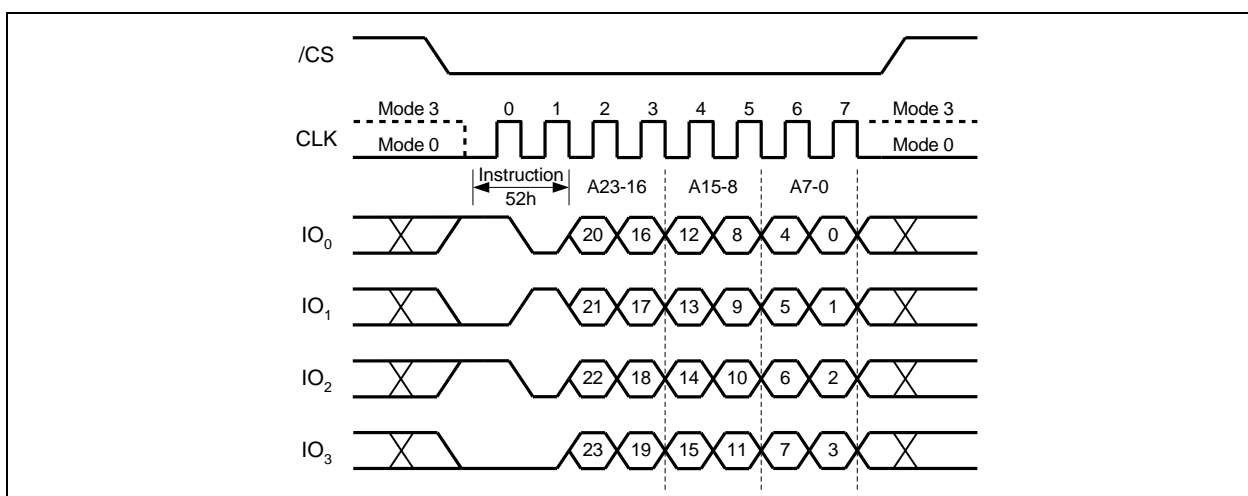 /CS
Mode 3 0 1 2 3 4 5 6 7 Mode 3
CLK
Mode 0 Mode 0
Instruction A23-16 A15-8 A7-0
52h
IO0 20 16 12 8 4 0
IO1 21 17 13 9 5 1
IO2 22 18 14 10 6 2
IO3 23 19 15 11 7 3